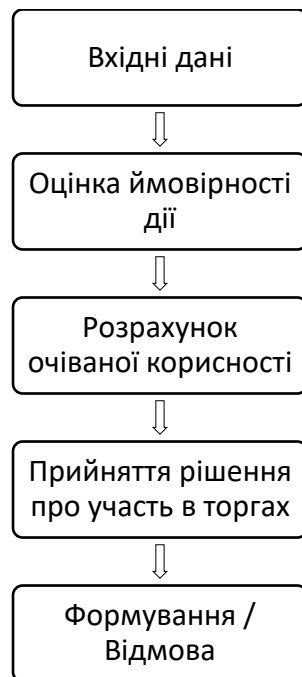 Вхідні дані
Оцінка ймовірності
дії
Розрахунок
очіваної корисності
Прийняття рішення
про участь в торгах
Формування /
Відмова